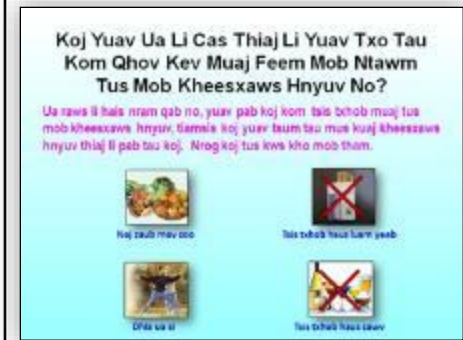 Koj Yuav Ua Li Cas Thiaj Li Yuav Txo Tau
Kom Qhov Kev Muaj Feem Mob Ntawm
Tus Mob Kheesxaws Hnyuv No?
Ua raws li hais nram qab no, yuav pab koj kom tsis txhob muaj tus
mob kheesxaws hnyuv, tiamsis koj yuav tsum tau mus kuaj kheesxaws
hnyuv thiaj li pab tau koj. Nrog koj tus kws kho mob tham.
Noj zaub mov zoo
Tsis txhob haus luam yeeb
Dhia ua si
Tsis txhob haus cawv